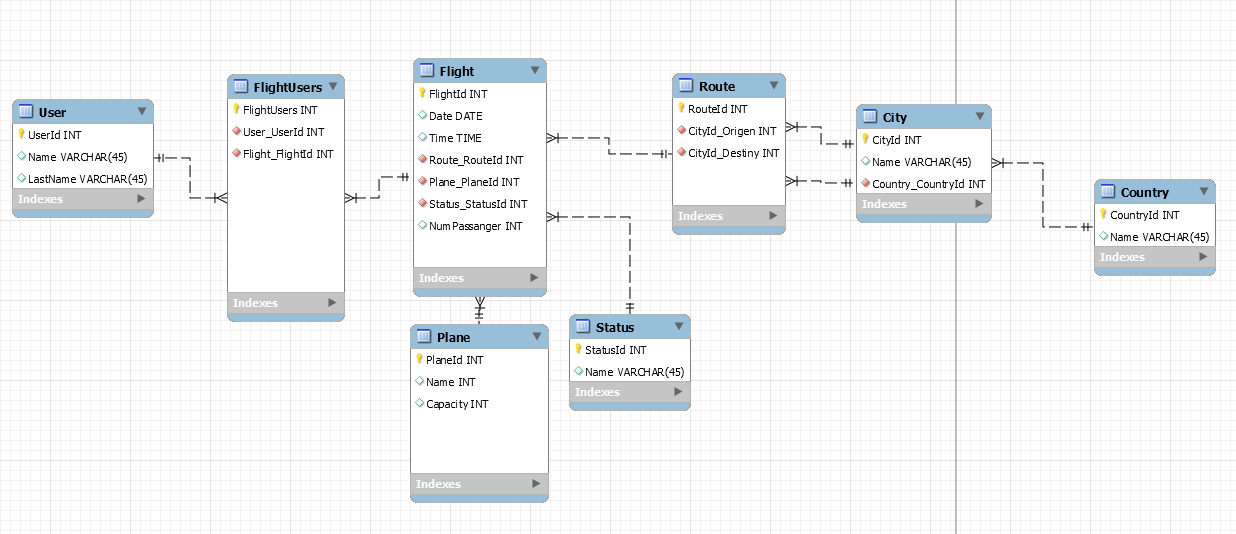 User
UserId INT
Name VARCHAR(45)
LastName VARCHAR(45)
Indexes
FlightUsers
FlightUsers INT
User_UserId INT
Flight_FlightId INT
Indexes
Flight
FlightId INT
Date DATE
Time TIME
Route_RouteId INT
Plane_PlaneId INT
Status_StatusId INT
NumPassanger INT
Indexes
Plane
PlaneId INT
Name INT
Capacity INT
Indexes
Status
StatusId INT
Name VARCHAR(45)
Indexes
Route
RouteId INT
CityId_Origen INT
CityId_Destiny INT
Indexes
City
CityId INT
Name VARCHAR(45)
Country_CountryId INT
Indexes
Country
CountryId INT
Name VARCHAR(45)
Indexes